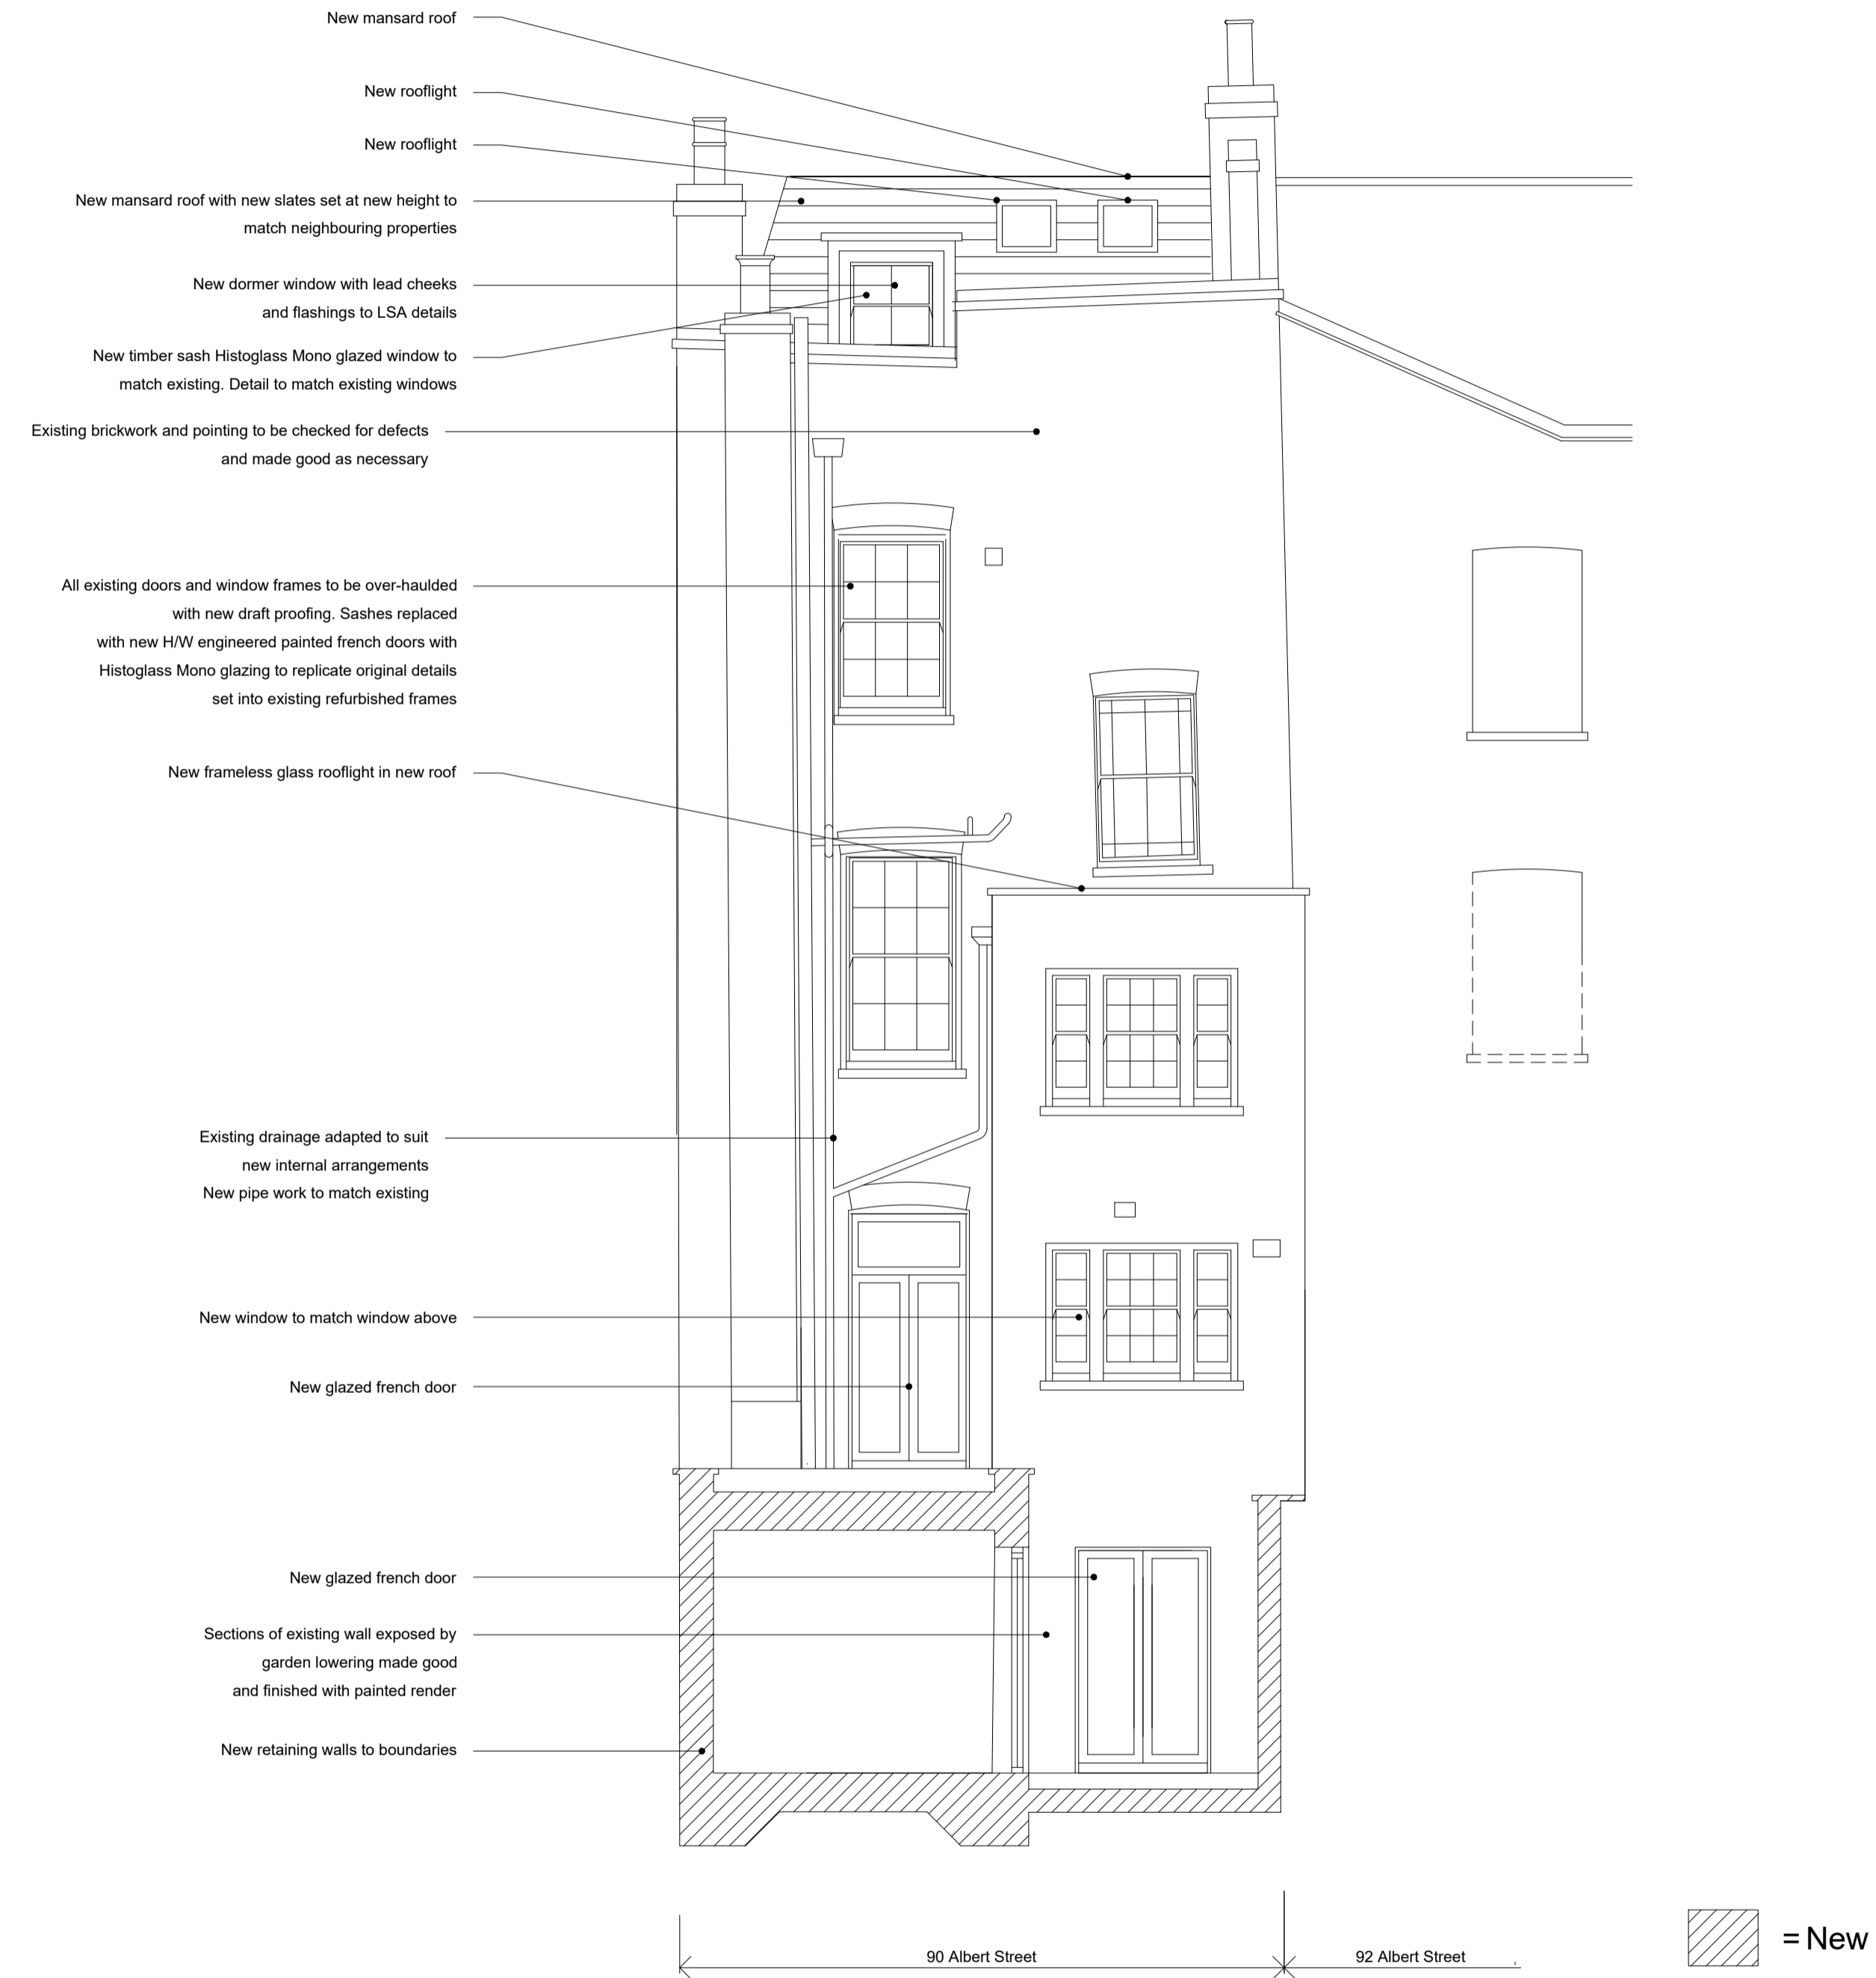 New mansard roof
New rooflight
New rooflight
New mansard roof with new slates set at new height to
match neighbouring properties
New dormer window with lead cheeks
and flashings to LSA details
New timber sash Histoglass Mono glazed window to
match existing. Detail to match existing windows
Existing brickwork and pointing to be checked for defects
and made good as necessary
All existing doors and window frames to be over-haulded
with new draft proofing. Sashes replaced
with new H/W engineered painted french doors with
Histoglass Mono glazing to replicate original details
set into existing refurbished frames
New frameless glass rooflight in new roof
Existing drainage adapted to suit
new internal arrangements
New pipe work to match existing
New window to match window above
New glazed french door
New glazed french door
Sections of existing wall exposed by
garden lowering made good
and finished with painted render
New retaining walls to boundaries
90 Albert Street
92 Albert Street
= New